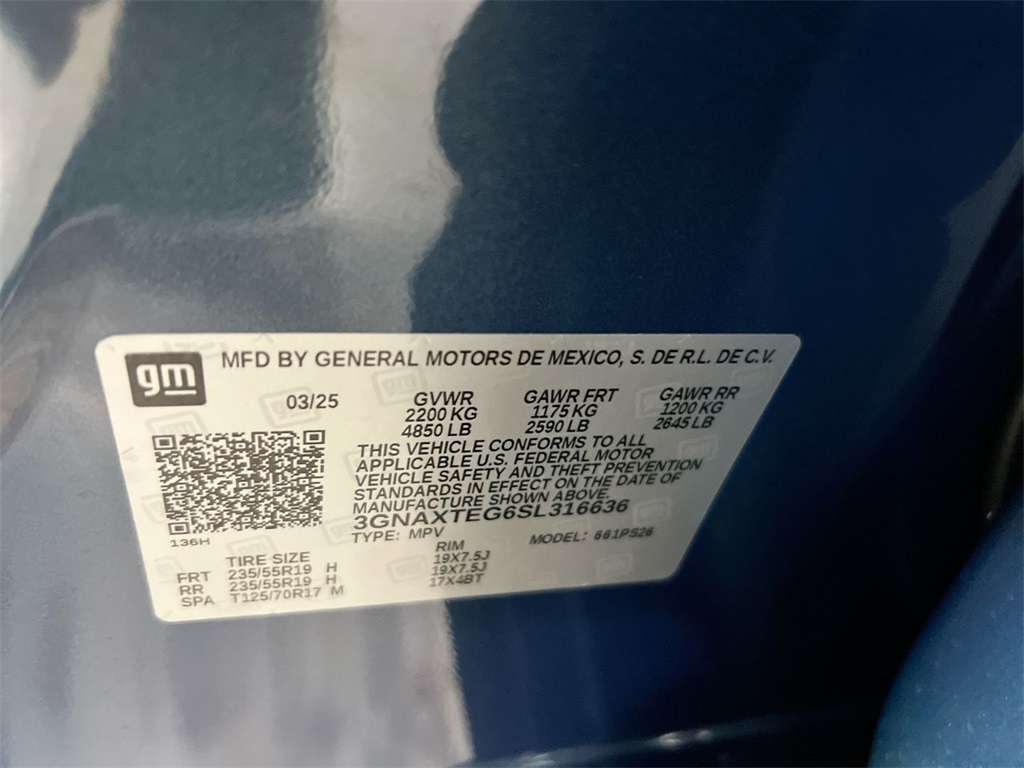 gm
MFD BY GENERAL MOTORS DE MEXICO, S. DE R.L. DE C.V.
03/25 GVWR GAWR FRT GAWR RR
2200 KG 1175 KG 1200 KG
4850 LB 2590 LB 2645 LB
THIS VEHICLE CONFORMS TO ALL
APPLICABLE U.S. FEDERAL MOTOR
VEHICLE SAFETY AND THEFT PREVENTION
STANDARDS IN EFFECT ON THE DATE OF
MANUFACTURE SHOWN ABOVE.
3GNAXTEG6SL316636
136H
TYPE: MPV MODEL: 661PS26
TIRE SIZE RIM
FRT 235/55R19 H 19X7.5J
RR 235/55R19 H 19X7.5J
SPA T125/70R17 M 17X4BT